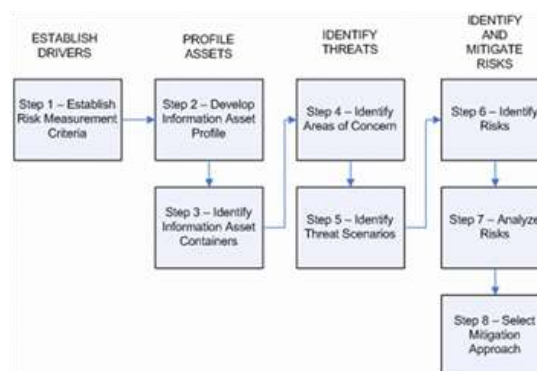 ESTABLISH
DRIVERS
PROFILE
ASSETS
IDENTIFY
THREATS
IDENTIFY
AND
MITIGATE
RISKS
Step 1 – Establish
Risk Measurement
Criteria
Step 2 – Develop
Information Asset
Profile
Step 3 – Identify
Information Asset
Containers
Step 4 – Identify
Areas of Concern
Step 5 – Identify
Threat Scenarios
Step 6 – Identify
Risks
Step 7 – Analyze
Risks
Step 8 – Select
Mitigation
Approach